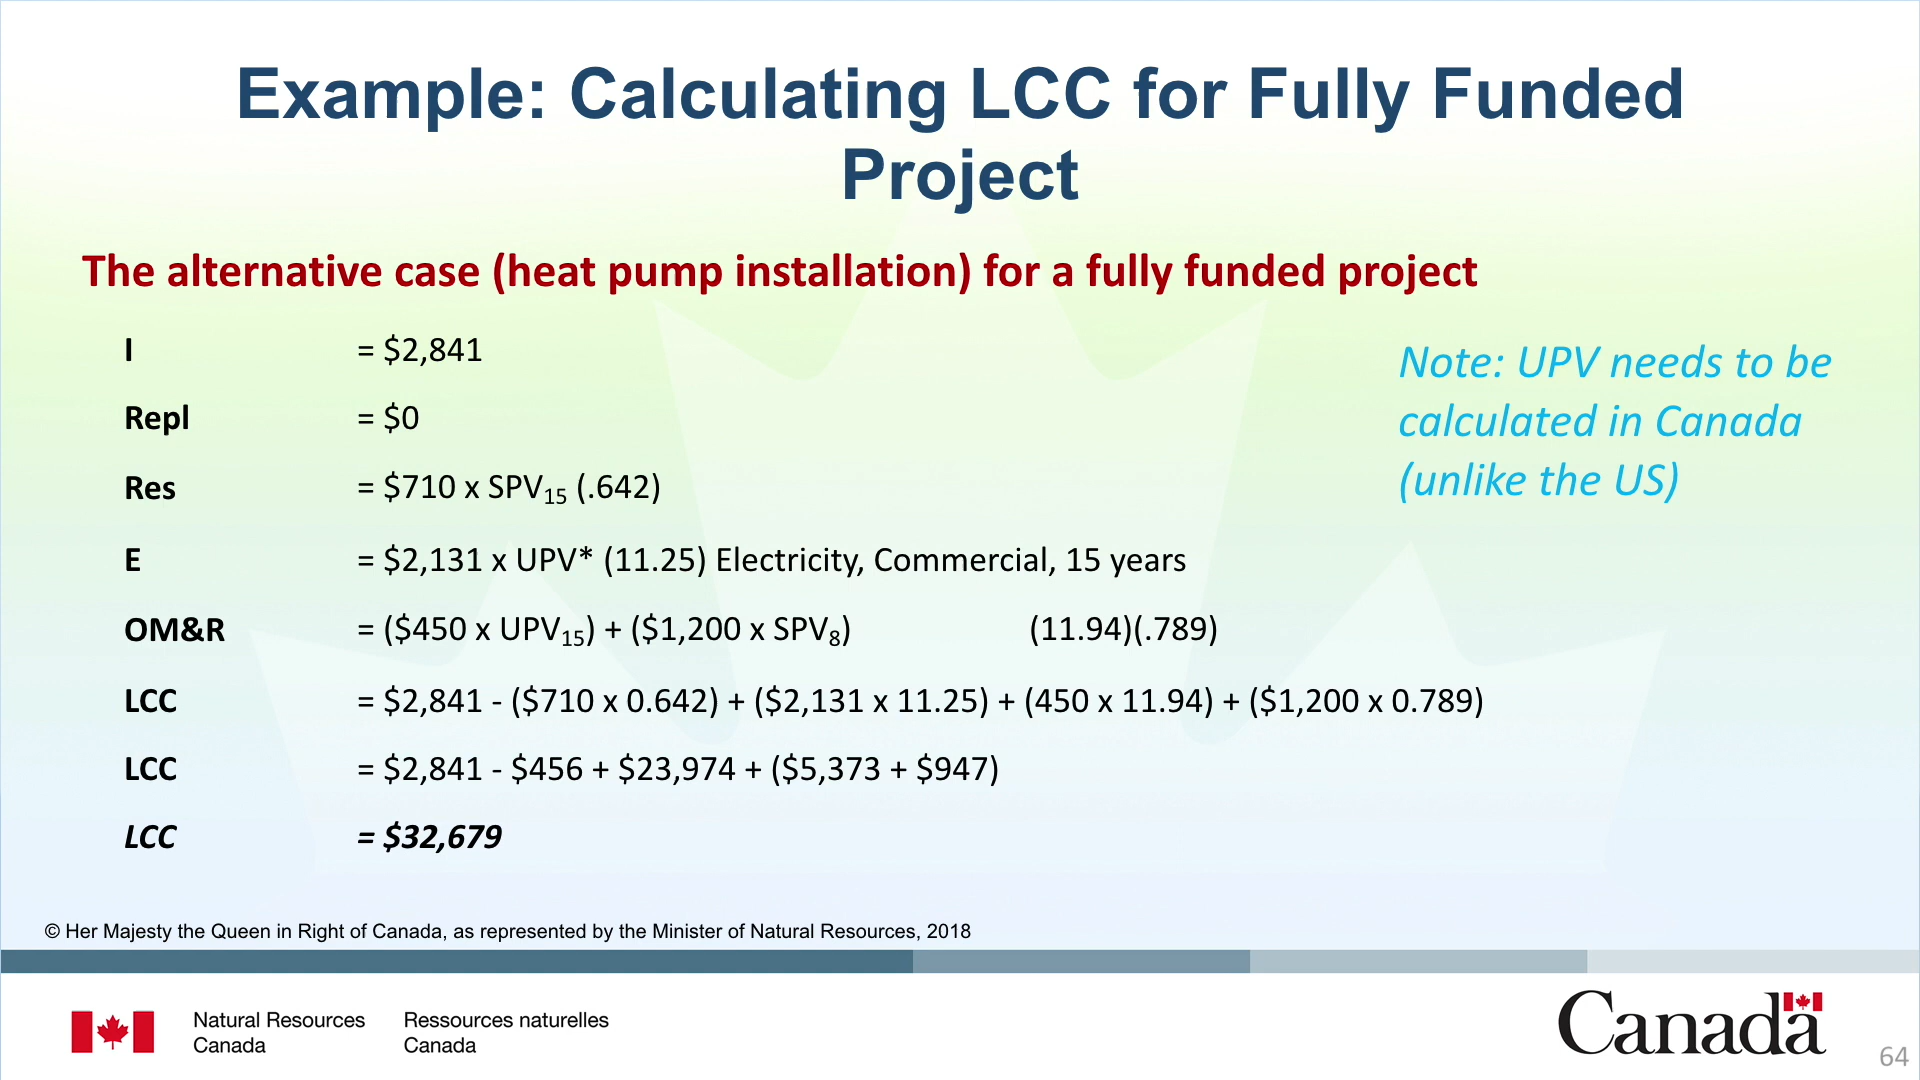 Example: Calculating LCC for Fully Funded
Project
The alternative case (heat pump installation) for a fully funded project
I = $2,841
Repl = $0
Res = $710 x SPV₁₅ (.642)
E = $2,131 x UPV* (11.25) Electricity, Commercial, 15 years
OM&R = ($450 x UPV₁₅) + ($1,200 x SPV₈) (11.94)(.789)
LCC = $2,841 - ($710 x 0.642) + ($2,131 x 11.25) + (450 x 11.94) + ($1,200 x 0.789)
LCC = $2,841 - $456 + $23,974 + ($5,373 + $947)
LCC = $32,679
Note: UPV needs to be
calculated in Canada
(unlike the US)
© Her Majesty the Queen in Right of Canada, as represented by the Minister of Natural Resources, 2018
Natural Resources
Canada
Ressources naturelles
Canada
Canada
64